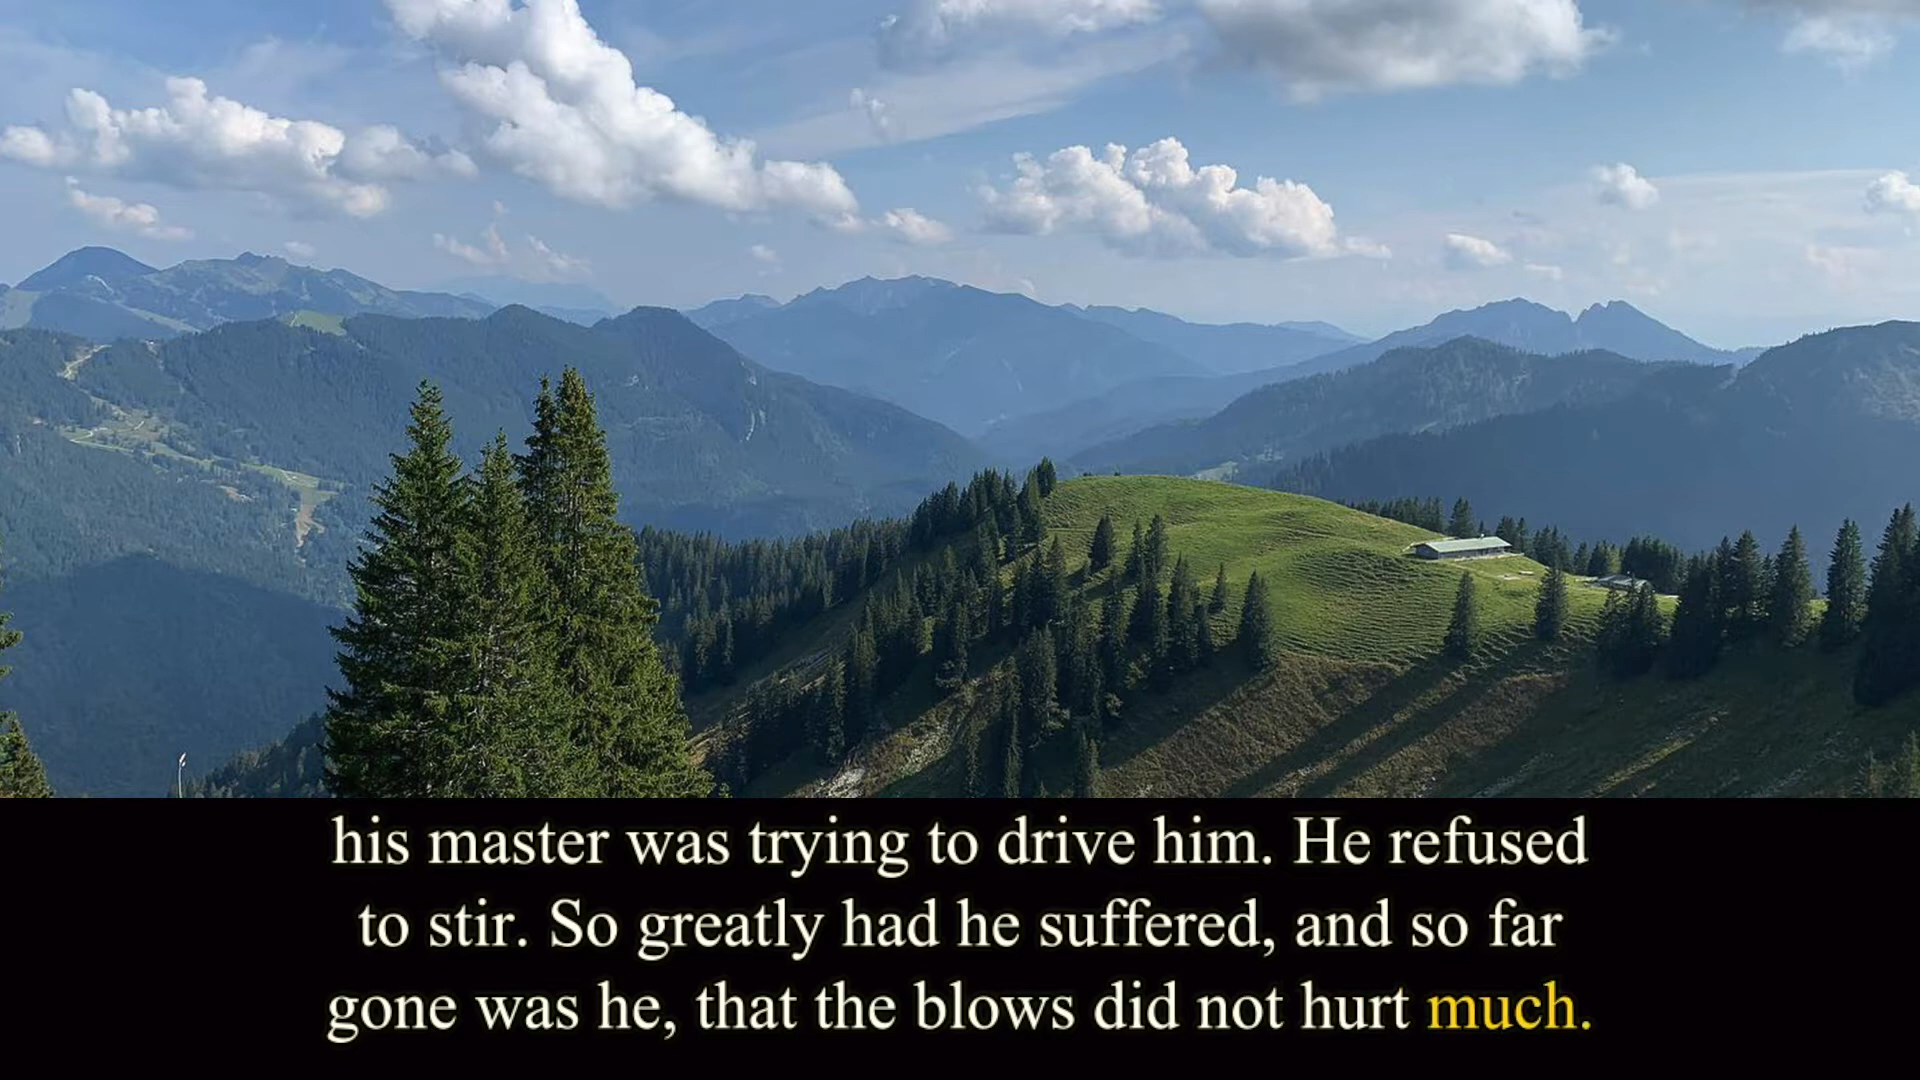 his master was trying to drive him. He refused
to stir. So greatly had he suffered, and so far
gone was he, that the blows did not hurt much.